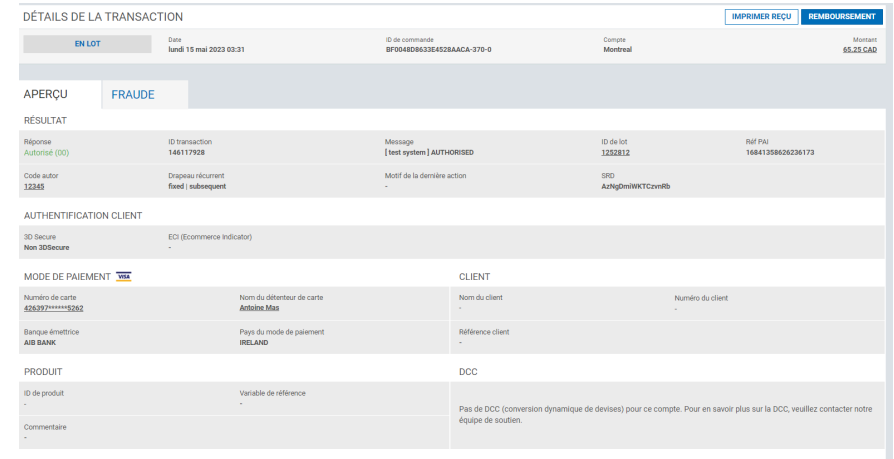 DÉTAILS DE LA TRANSACTION
IMPRIMER REÇU
REMBOURSEMENT
EN LOT
Date
lundi 15 mai 2023 03:31
ID de commande
BF0048D8633E4528AACA-370-0
Compte
Montreal
Montant
65.25 CAD
APERÇU
FRAUDE
RÉSULTAT
Réponse
Autorisé (00)
ID transaction
146117928
Message
[ test system ] AUTHORISED
ID de lot
1252812
Réf PAI
16841358626236173
Code autor
12345
Drapeau récurrent
fixed | subsequent
Motif de la dernière action
-
SRD
AzNgDmiWKTCzvnRb
AUTHENTIFICATION CLIENT
3D Secure
Non 3DSecure
ECI (Ecommerce Indicator)
-
MODE DE PAIEMENT VISA
Numéro de carte
426397******5262
Nom du détenteur de carte
Antoine Mas
Banque émettrice
AIB BANK
Pays du mode de paiement
IRELAND
CLIENT
Nom du client
-
Numéro du client
-
Référence client
-
PRODUIT
ID de produit
-
Variable de référence
-
Commentaire
-
DCC
Pas de DCC (conversion dynamique de devises) pour ce compte. Pour en savoir plus sur la DCC, veuillez contacter notre
équipe de soutien.